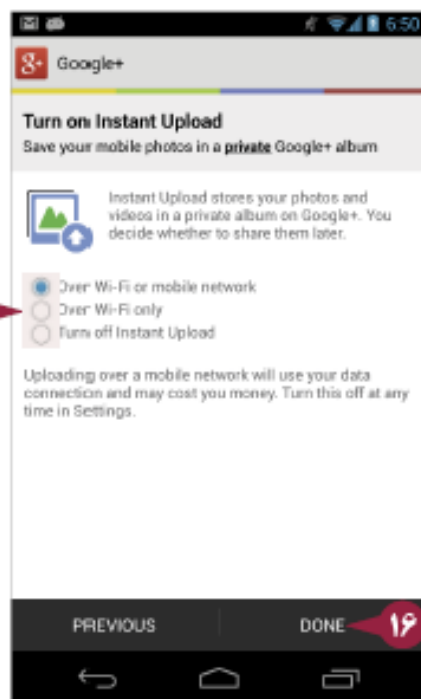 6:50
Google+
Turn on Instant Upload
Save your mobile photos in a private Google+ album
Instant Upload stores your photos and
videos in a private album on Google+. You
decide whether to share them later.
Over Wi-Fi or mobile network
Over Wi-Fi only
Turn off Instant Upload
Uploading over a mobile network will use your data
connection and may cost you money. Turn this off at any
time in Settings.
PREVIOUS
DONE
۱۶